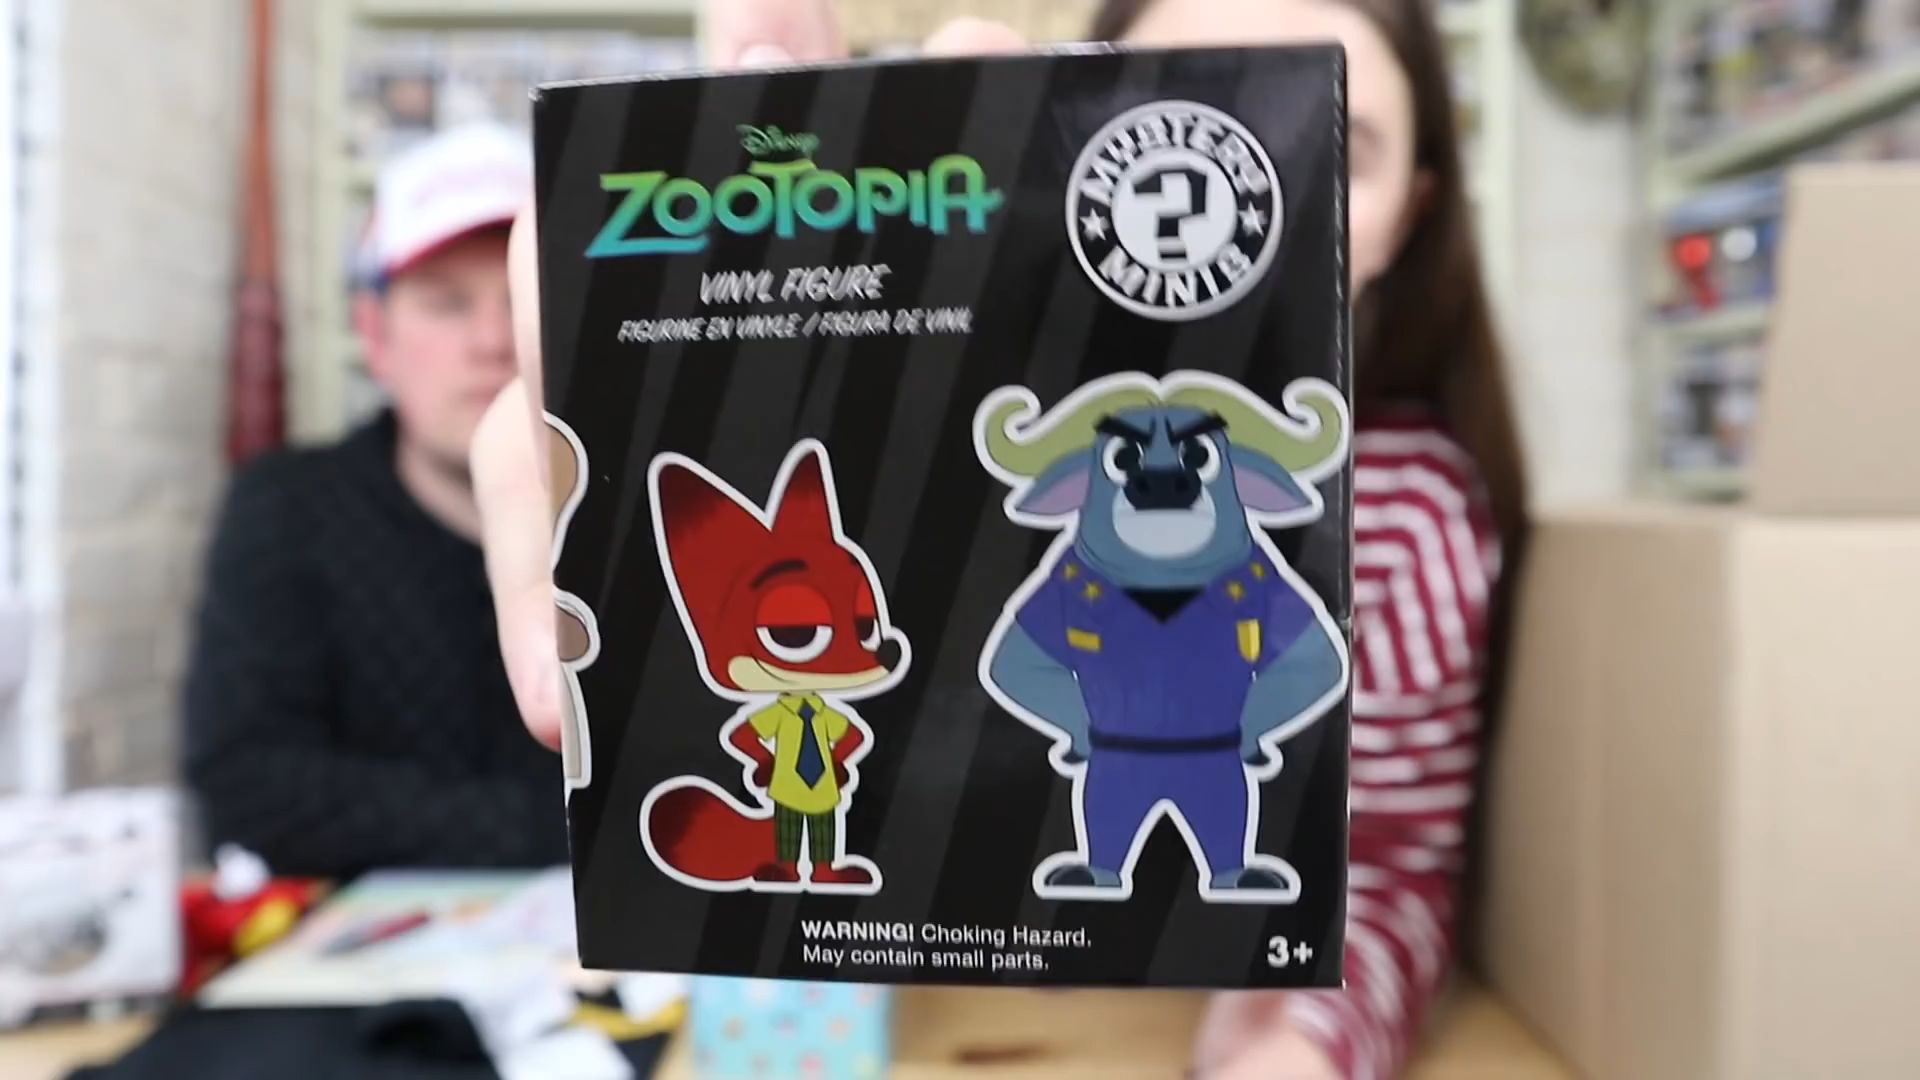 Disney
ZOOTOPIA
VINYL FIGURE
FIGURINE EN VINYLE / FIGURA DE VINIL
MYSTERY
?
MINIS
WARNING! Choking Hazard.
May contain small parts.
3+